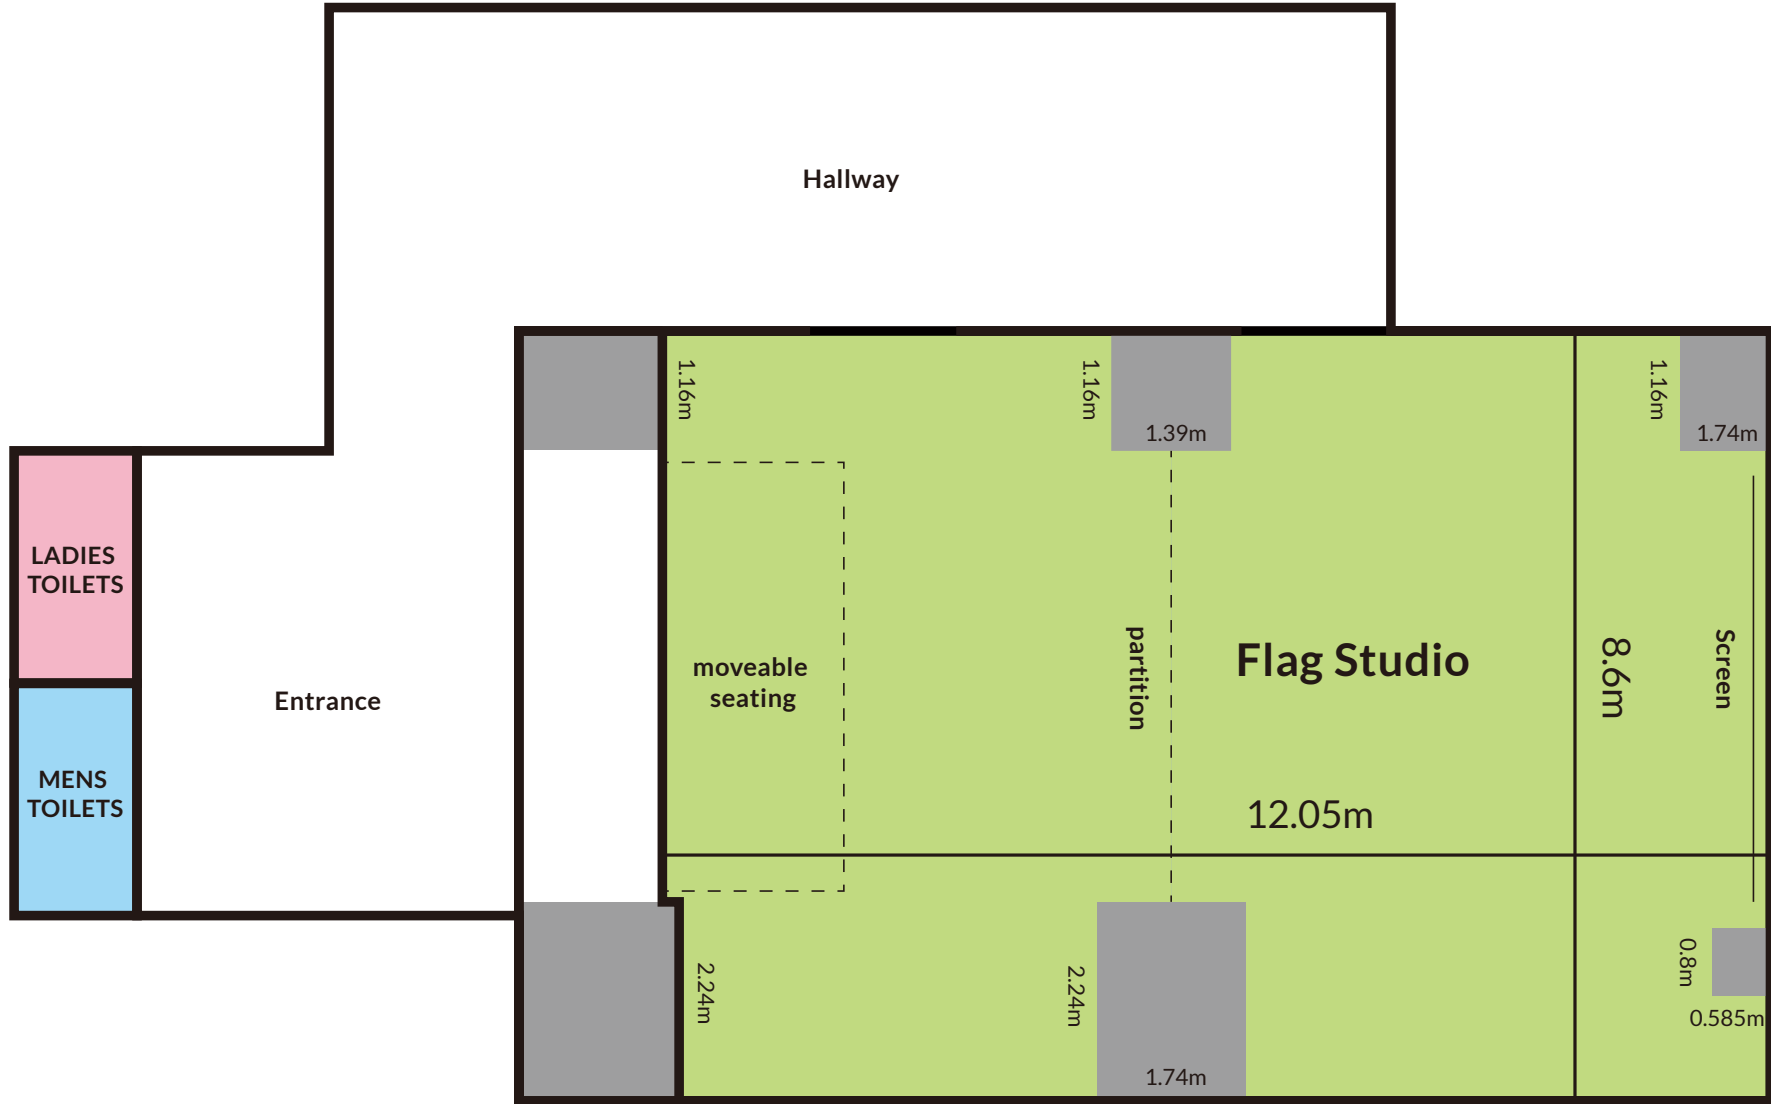 Hallway
1.16m
1.16m
1.39m
1.16m
1.74m
LADIES
TOILETS
MENS
TOILETS
Entrance
moveable
seating
partition
Flag Studio
8.6m
Screen
12.05m
2.24m
2.24m
1.74m
0.8m
0.585m